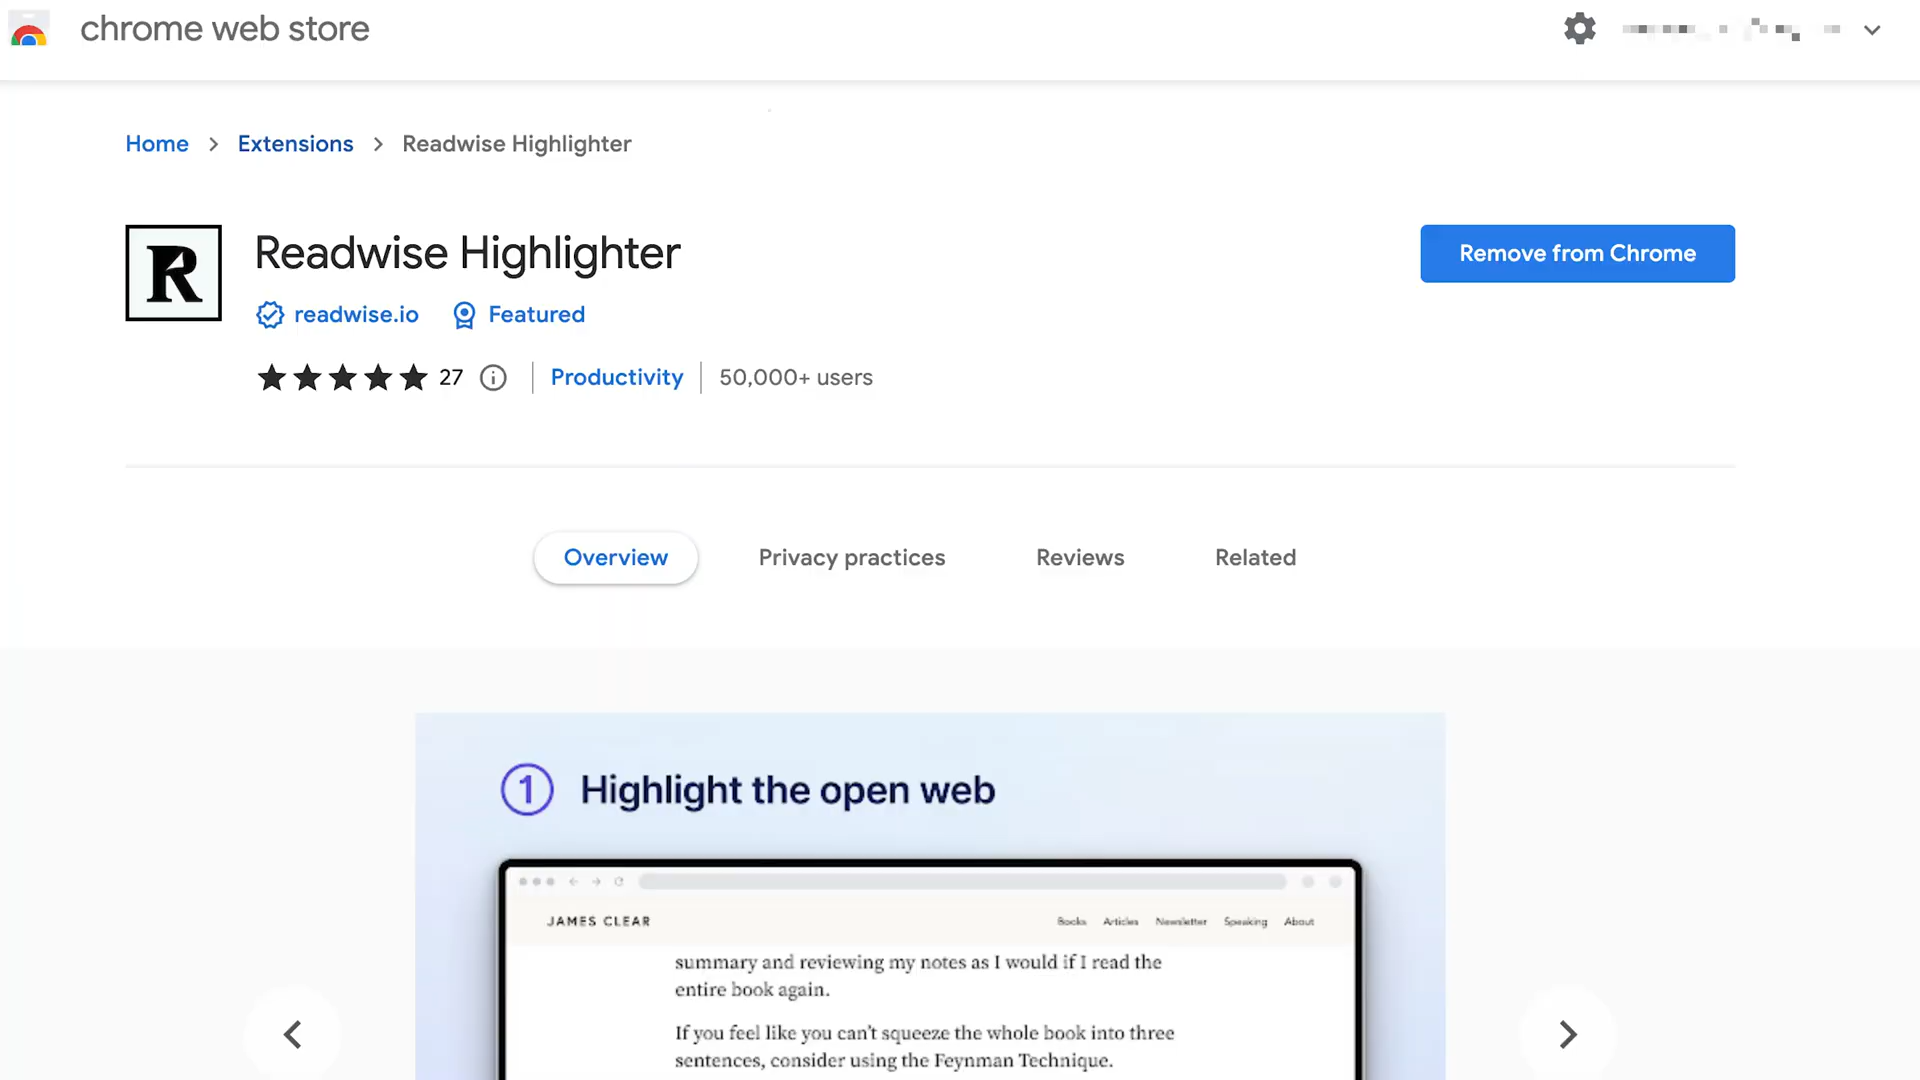 chrome web store
Home > Extensions > Readwise Highlighter
R
Readwise Highlighter
Remove from Chrome
readwise.io Featured
27 Productivity 50,000+ users
Overview Privacy practices Reviews Related
1 Highlight the open web
JAMES CLEAR Books Articles Newsletter Speaking About
summary and reviewing my notes as I would if I read the
entire book again.
If you feel like you can't squeeze the whole book into three
sentences, consider using the Feynman Technique.